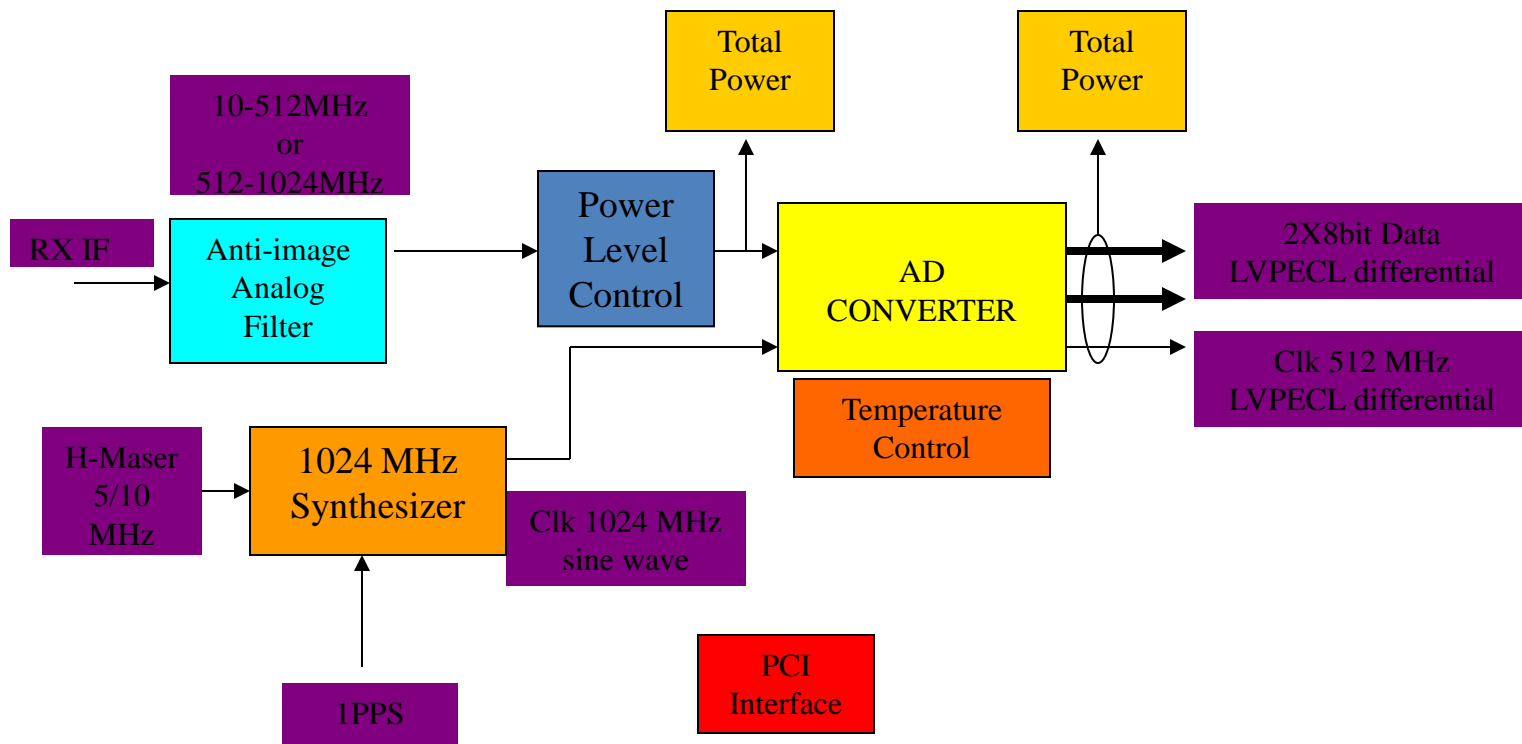 Total
Power
Total
Power
10-512MHz
or
512-1024MHz
RX IF
Anti-image
Analog
Filter
Power
Level
Control
AD
CONVERTER
2X8bit Data
LVPECL differential
Clk 512 MHz
LVPECL differential
Temperature
Control
H-Maser
5/10
MHz
1024 MHz
Synthesizer
Clk 1024 MHz
sine wave
PCI
Interface
1PPS